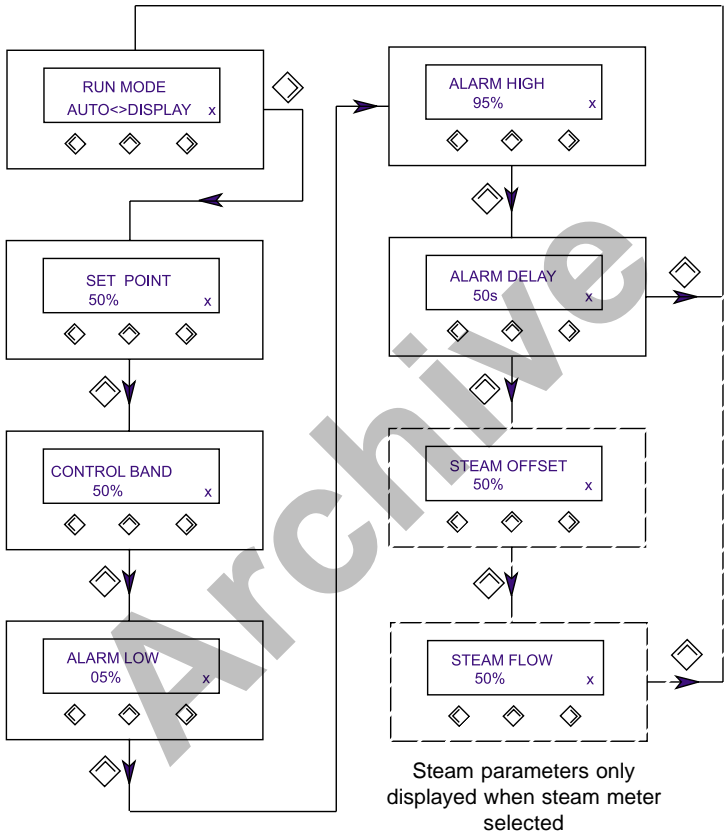 RUN MODE
AUTO<>DISPLAY x
SET POINT
50% x
CONTROL BAND
50% x
ALARM LOW
05% x
ALARM HIGH
95% x
ALARM DELAY
50s x
STEAM OFFSET
50% x
STEAM FLOW
50% x
Steam parameters only
displayed when steam meter
selected
Archive